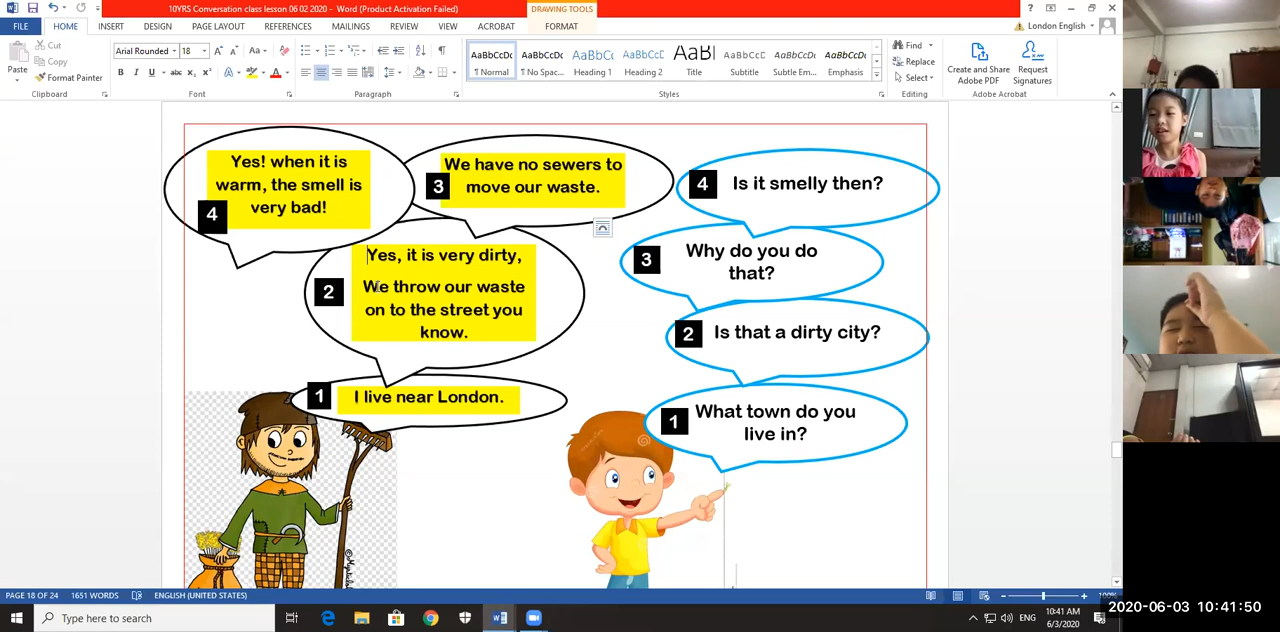 10YRS Conversation class lesson 06 02 2020 - Word (Product Activation Failed)
DRAWING TOOLS
FILE HOME INSERT DESIGN PAGE LAYOUT REFERENCES MAILINGS REVIEW VIEW ACROBAT FORMAT
London English
Paste
Cut
Copy
Format Painter
Clipboard
Arial Rounded 18
Font
Paragraph
AaBbCcDc AaBbCcDc AaBbCc AaBbCcC AaBl AaBbCcC AaBbCcDc AaBbCcDc
¶ Normal ¶ No Spac... Heading 1 Heading 2 Title Subtitle Subtle Em... Emphasis
Styles
Find
Replace
Select
Editing
Create and Share
Adobe PDF
Request
Signatures
Adobe Acrobat
Yes! when it is
warm, the smell is
very bad!
4
We have no sewers to
move our waste.
3
Yes, it is very dirty,
We throw our waste
on to the street you
know.
2
1 I live near London.
4 Is it smelly then?
3 Why do you do
that?
2 Is that a dirty city?
1 What town do you
live in?
PAGE 18 OF 24 1651 WORDS ENGLISH (UNITED STATES)
100%
Type here to search
ENG
10:41 AM
6/3/2020
2020-06-03 10:41:50